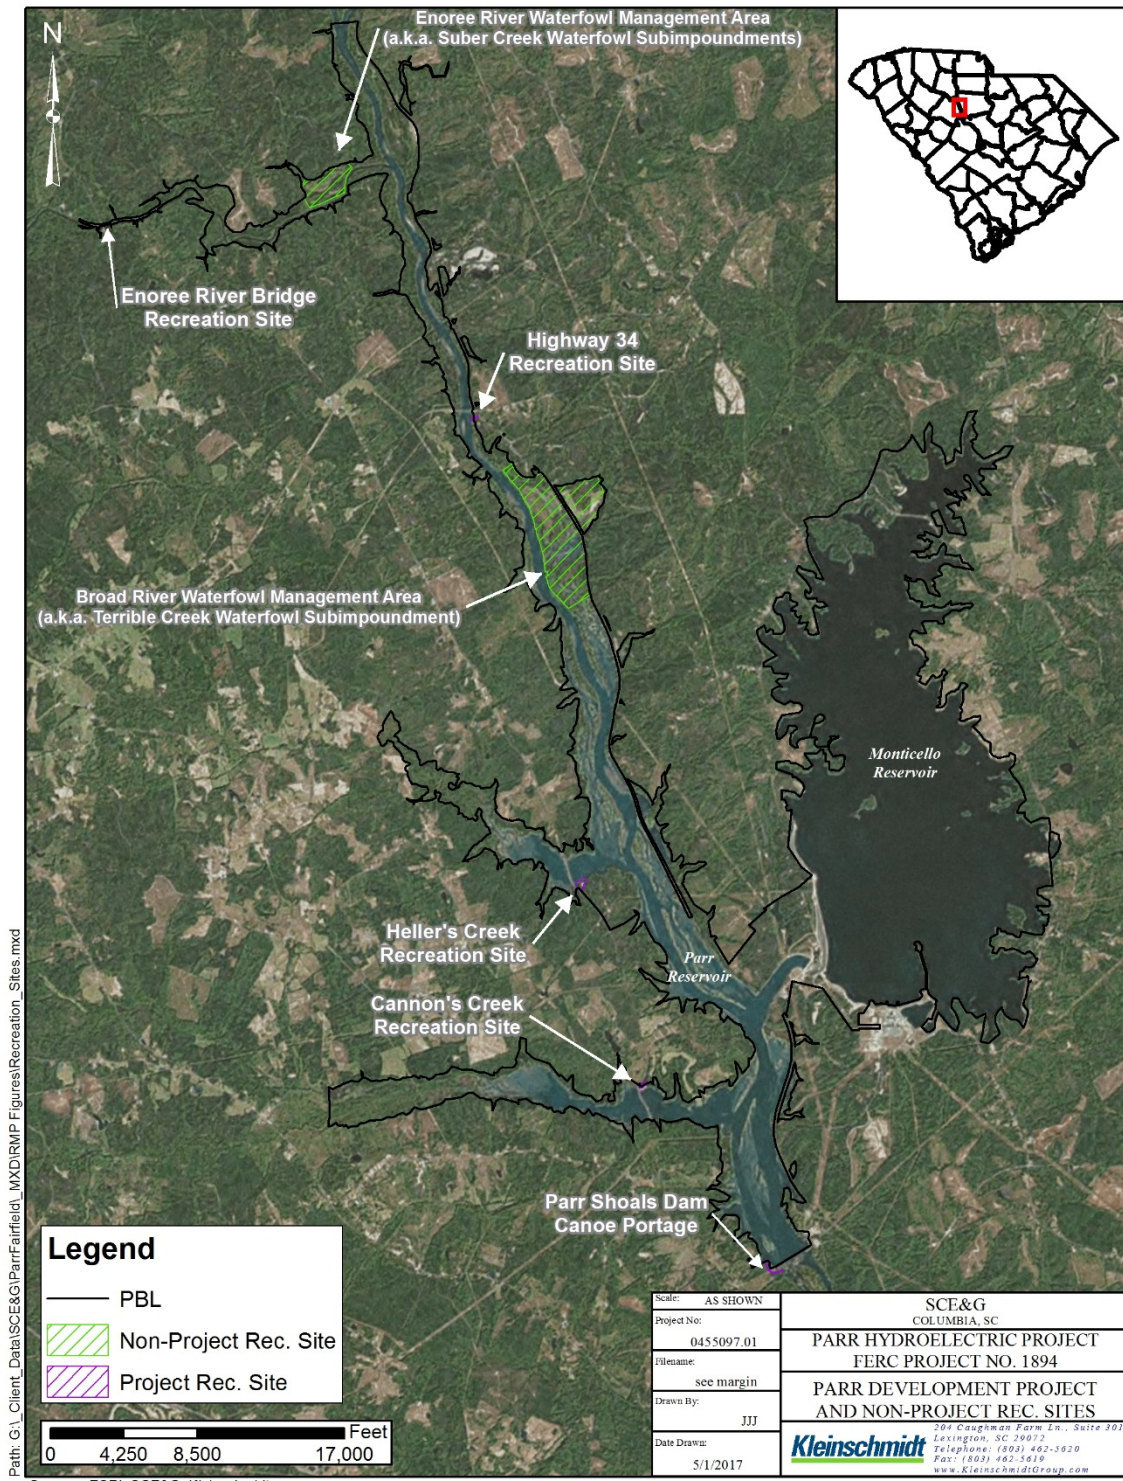 Enoree River Waterfowl Management Area
(a.k.a. Suber Creek Waterfowl Subimpoundments)
N
Enoree River Bridge
Recreation Site
Highway 34
Recreation Site
Broad River Waterfowl Management Area
(a.k.a. Terrible Creek Waterfowl Subimpoundment)
Monticello
Reservoir
Heller's Creek
Recreation Site
Parr
Reservoir
Cannon's Creek
Recreation Site
Parr Shoals Dam
Canoe Portage
Legend
PBL
Non-Project Rec. Site
Project Rec. Site
Feet
0 4,250 8,500 17,000
Scale: AS SHOWN
Project No:
0455097.01
Filename:
see margin
Drawn By:
JJJ
Date Drawn:
5/1/2017
SCE&G
COLUMBIA, SC
PARR HYDROELECTRIC PROJECT
FERC PROJECT NO. 1894
PARR DEVELOPMENT PROJECT
AND NON-PROJECT REC. SITES
Kleinschmidt
204 Caughman Farm Ln., Suite 301
Lexington, SC 29072
Telephone: (803) 462-5620
Fax: (803) 462-5619
www.KleinschmidtGroup.com
Path: G:\_Client_Data\SCE&G\ParrFairfield\_MXD\RMP Figures\Recreation_Sites.mxd